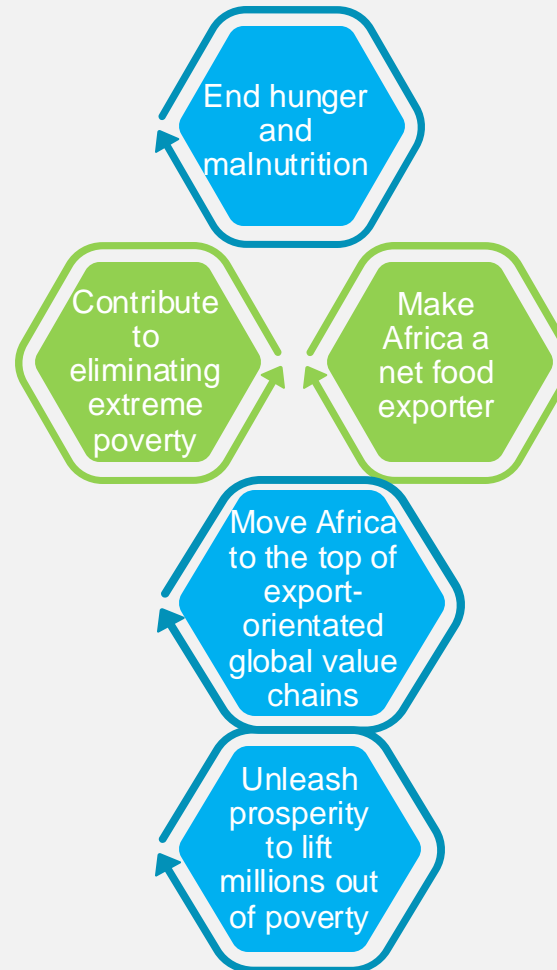 End hunger
and
malnutrition
Contribute
to
eliminating
extreme
poverty
Make
Africa a
net food
exporter
Move Africa
to the top of
export-
orientated
global value
chains
Unleash
prosperity
to lift
millions out
of poverty